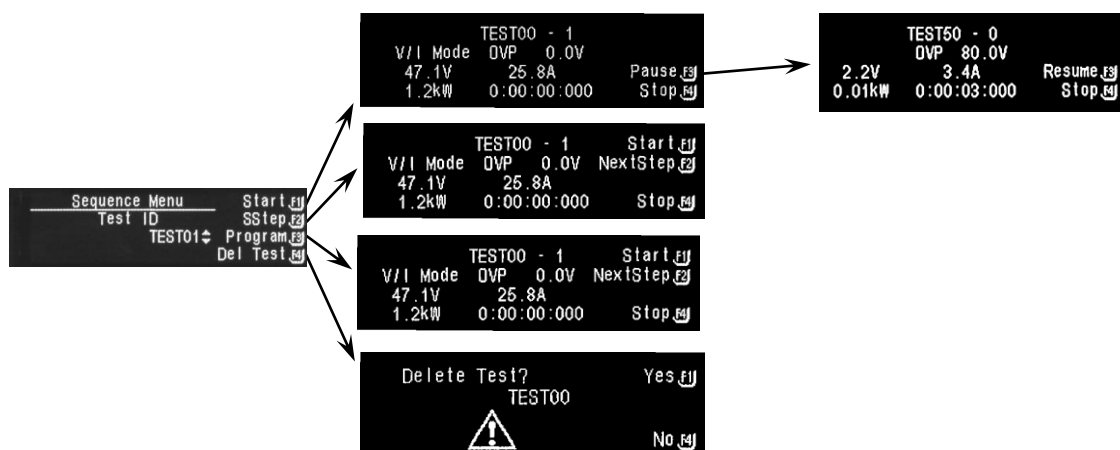 Sequence Menu Start F1
Test ID SStep F2
TEST01 Program F3
Del Test F4
TEST00 - 1
V/I Mode OVP 0.0V
47.1V 25.8A Pause F3
1.2kW 0:00:00:000 Stop F4
TEST50 - 0
OVP 80.0V
2.2V 3.4A Resume F3
0.01kW 0:00:03:000 Stop F4
TEST00 - 1 Start F1
V/I Mode OVP 0.0V NextStep F2
47.1V 25.8A
1.2kW 0:00:00:000 Stop F4
TEST00 - 1 Start F1
V/I Mode OVP 0.0V NextStep F2
47.1V 25.8A
1.2kW 0:00:00:000 Stop F4
Delete Test? Yes F1
TEST00
!
No F4